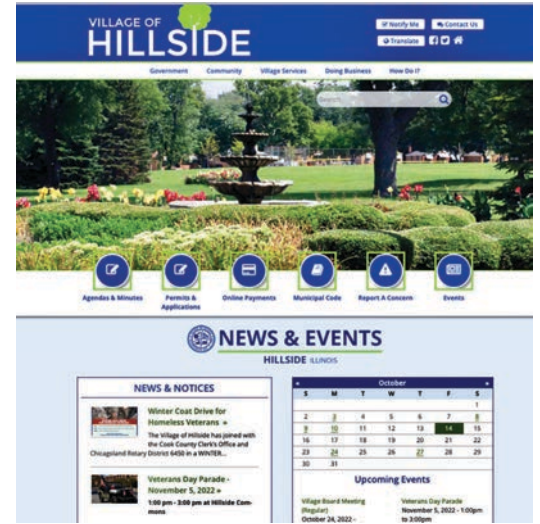 VILLAGE OF
HILLSIDE
Notify Me
Contact Us
Translate
Government Community Village Services Doing Business How Do I?
Search...
Agendas & Minutes
Permits & Applications
Online Payments
Municipal Code
Report A Concern
Events
NEWS & EVENTS
HILLSIDE ILLINOIS
NEWS & NOTICES
Winter Coat Drive for
Homeless Veterans »
The Village of Hillside has joined with
the Cook County Clerk's Office and
Chicagoland Rotary District 6450 in a WINTER...
Veterans Day Parade -
November 5, 2022 »
1:00 pm - 3:00 pm at Hillside Com-
mons
October
S M T W T F S
1
2 3 4 5 6 7 8
9 10 11 12 13 14 15
16 17 18 19 20 21 22
23 24 25 26 27 28 29
30 31
Upcoming Events
Village Board Meeting
(Regular)
October 24, 2022 -
Veterans Day Parade
November 5, 2022 - 1:00pm
to 3:00pm